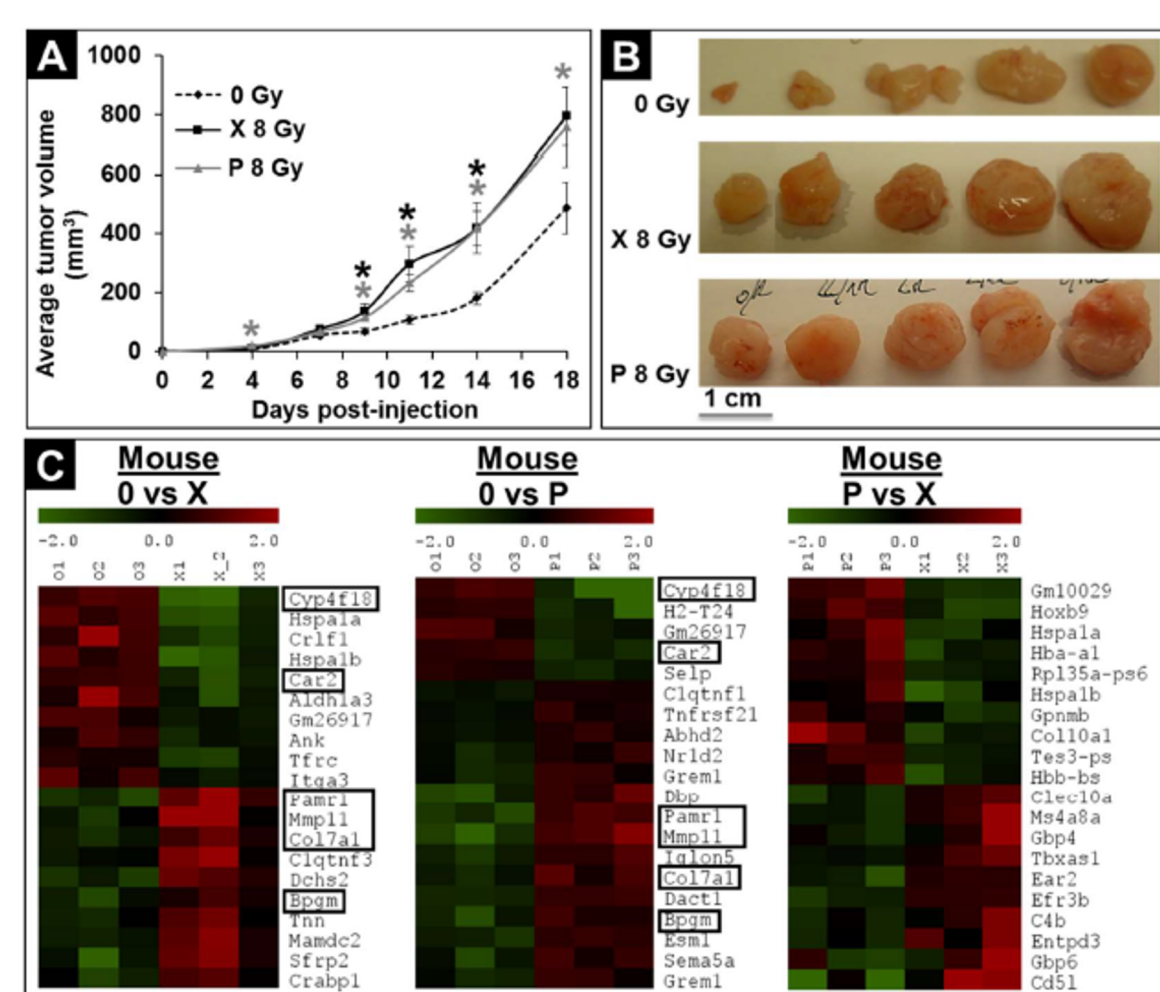 A
1000
800
600
400
200
0
Average tumor volume
(mm³)
0 Gy
X 8 Gy
P 8 Gy
* * * * * * * *
0 2 4 6 8 10 12 14 16 18
Days post-injection
B
0 Gy
X 8 Gy
P 8 Gy
1 cm
C
Mouse
0 vs X
-2.0 0.0 2.0
O1 O2 O3 X1 X_2 X3
Cyp4f18
Hspa1a
Crlf1
Hspa1b
Car2
Aldh1a3
Gm26917
Ank
Tfrc
Itga3
Pamr1
Mmp11
Col7a1
C1qtnf3
Dchs2
Bpgm
Tnn
Mamdc2
Sfrp2
Crabp1
Mouse
0 vs P
-2.0 0.0 2.0
O1 O2 O3 P1 P2 P3
Cyp4f18
H2-T24
Gm26917
Car2
Selp
C1qtnf1
Tnfrsf21
Abhd2
Nr1d2
Grem1
Dbp
Pamr1
Mmp11
Iglon5
Col7a1
Dact1
Bpgm
Esm1
Sema5a
Grem1
Mouse
P vs X
-2.0 0.0 2.0
P1 P2 P3 X1 X2 X3
Gm10029
Hoxb9
Hspa1a
Hba-a1
Rpl35a-ps6
Hspa1b
Gpnmb
Col10a1
Tes3-ps
Hbb-bs
Clec10a
Ms4a8a
Gbp4
Tbxas1
Ear2
Efr3b
C4b
Entpd3
Gbp6
Cd51